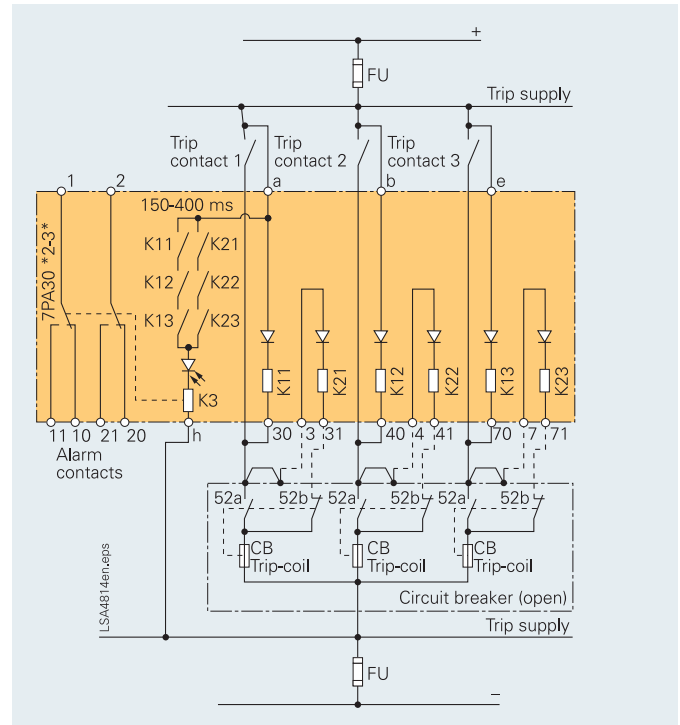 +
FU
Trip supply
Trip contact 1
Trip contact 2
Trip contact 3
1
2
a
b
e
7PA30 *2-3*
150-400 ms
K11
K21
K12
K22
K13
K23
K3
K11
K21
K12
K22
K13
K23
11
10
21
20
h
30
3
31
40
4
41
70
7
71
Alarm contacts
52a
52b
52a
52b
52a
52b
CB
Trip-coil
CB
Trip-coil
CB
Trip-coil
Circuit breaker (open)
LSA4814en.eps
Trip supply
FU
−